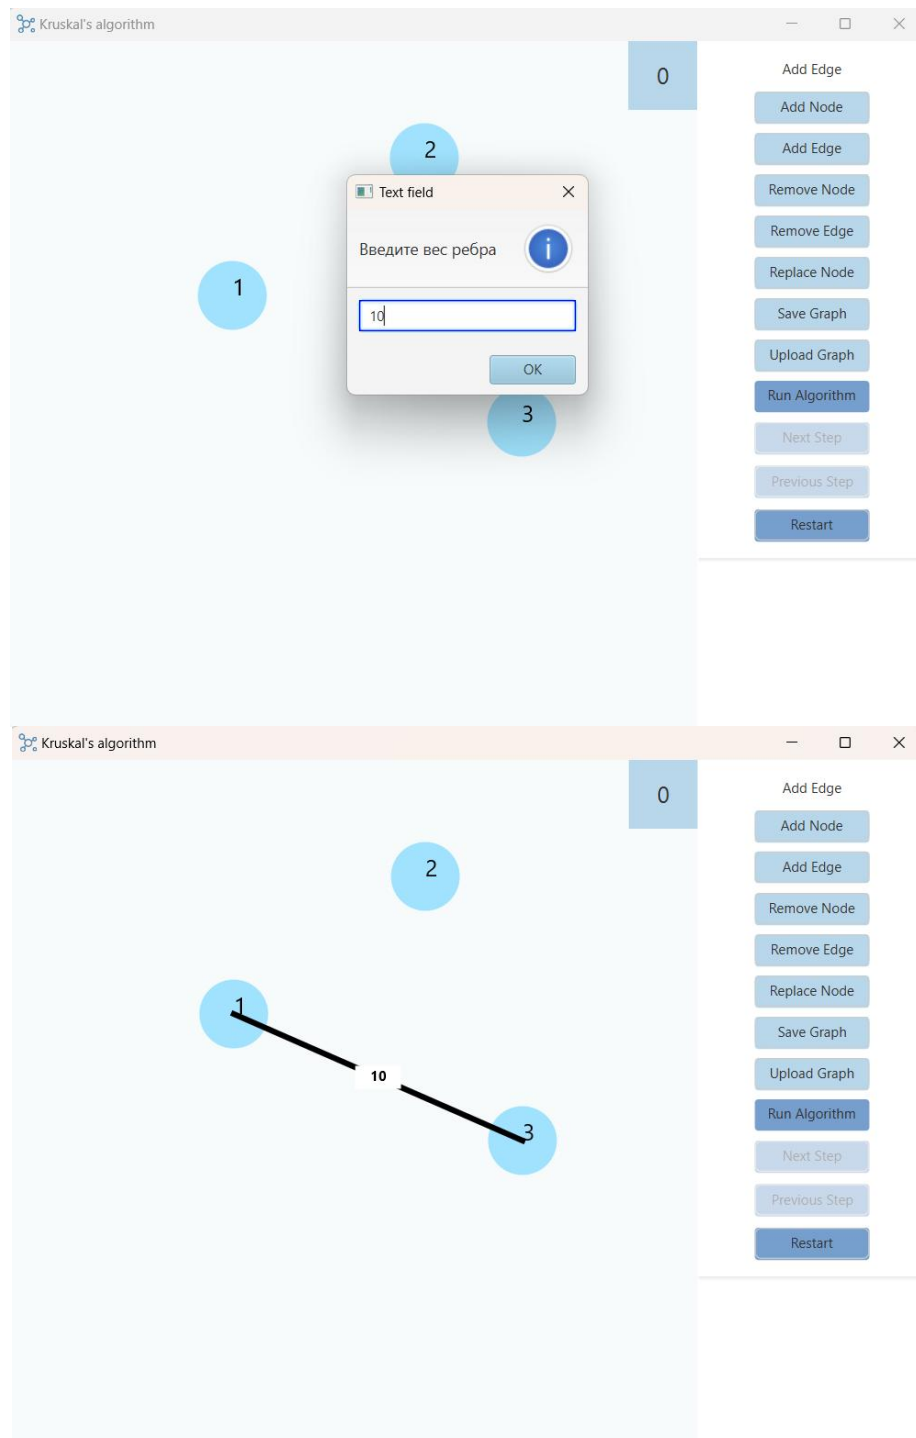 Kruskal's algorithm
0
Add Edge
Add Node
2
Add Edge
Text field
Remove Node
Введите вес ребра
i
Remove Edge
1
Replace Node
10
Save Graph
Upload Graph
OK
Run Algorithm
3
Next Step
Previous Step
Restart
Kruskal's algorithm
0
Add Edge
Add Node
2
Add Edge
Remove Node
Remove Edge
1
Replace Node
Save Graph
10
Upload Graph
Run Algorithm
3
Next Step
Previous Step
Restart